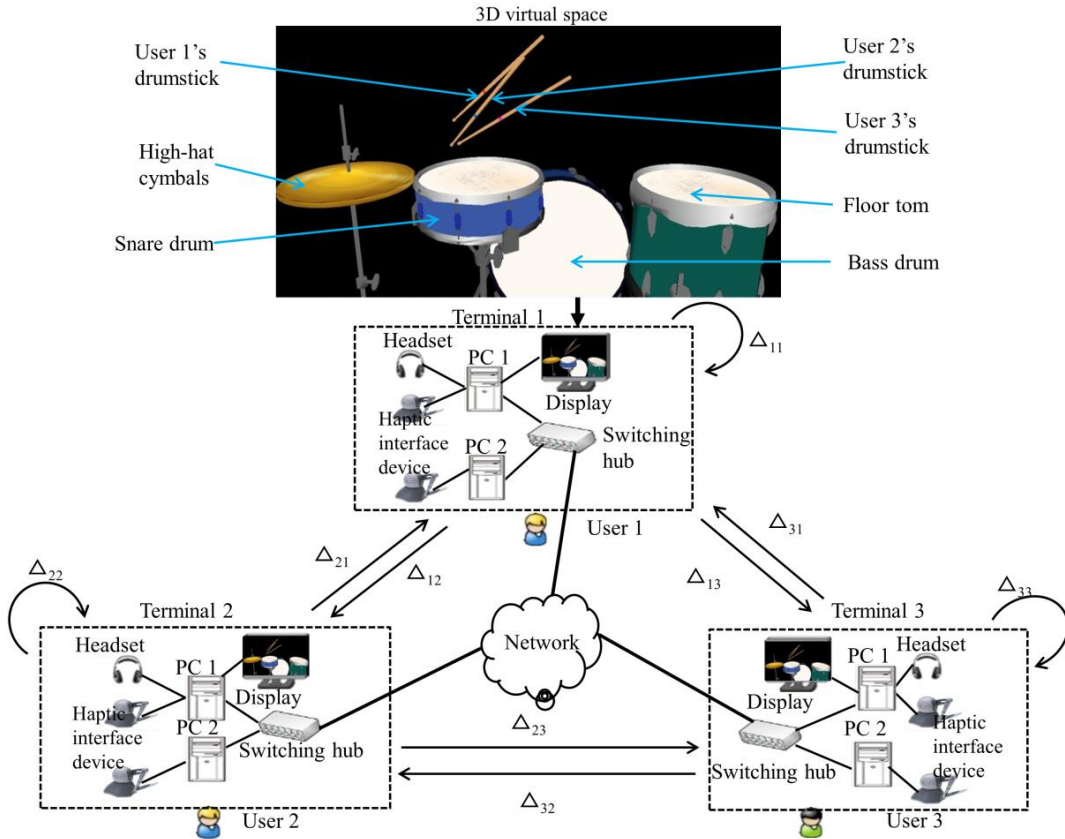 3D virtual space
User 1's
drumstick
User 2's
drumstick
User 3's
drumstick
High-hat
cymbals
Floor tom
Snare drum
Bass drum
Terminal 1
Headset
PC 1
Display
Haptic
interface
device
PC 2
Switching
hub
User 1
△11
△21
△12
△31
△13
△22
△33
Terminal 2
Headset
PC 1
Display
Haptic
interface
device
PC 2
Switching hub
User 2
Network
△23
△32
Terminal 3
Headset
PC 1
Display
PC 2
Haptic
interface
device
Switching hub
User 3